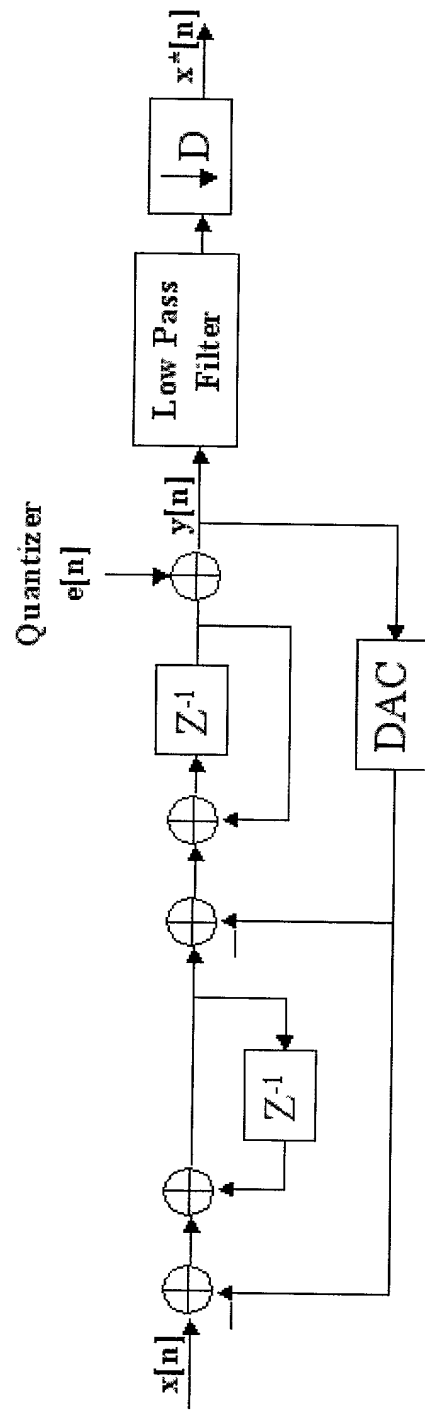 x[n]
Z-1
Z-1
Quantizer
e[n]
y[n]
DAC
Low Pass
Filter
D
x*[n]